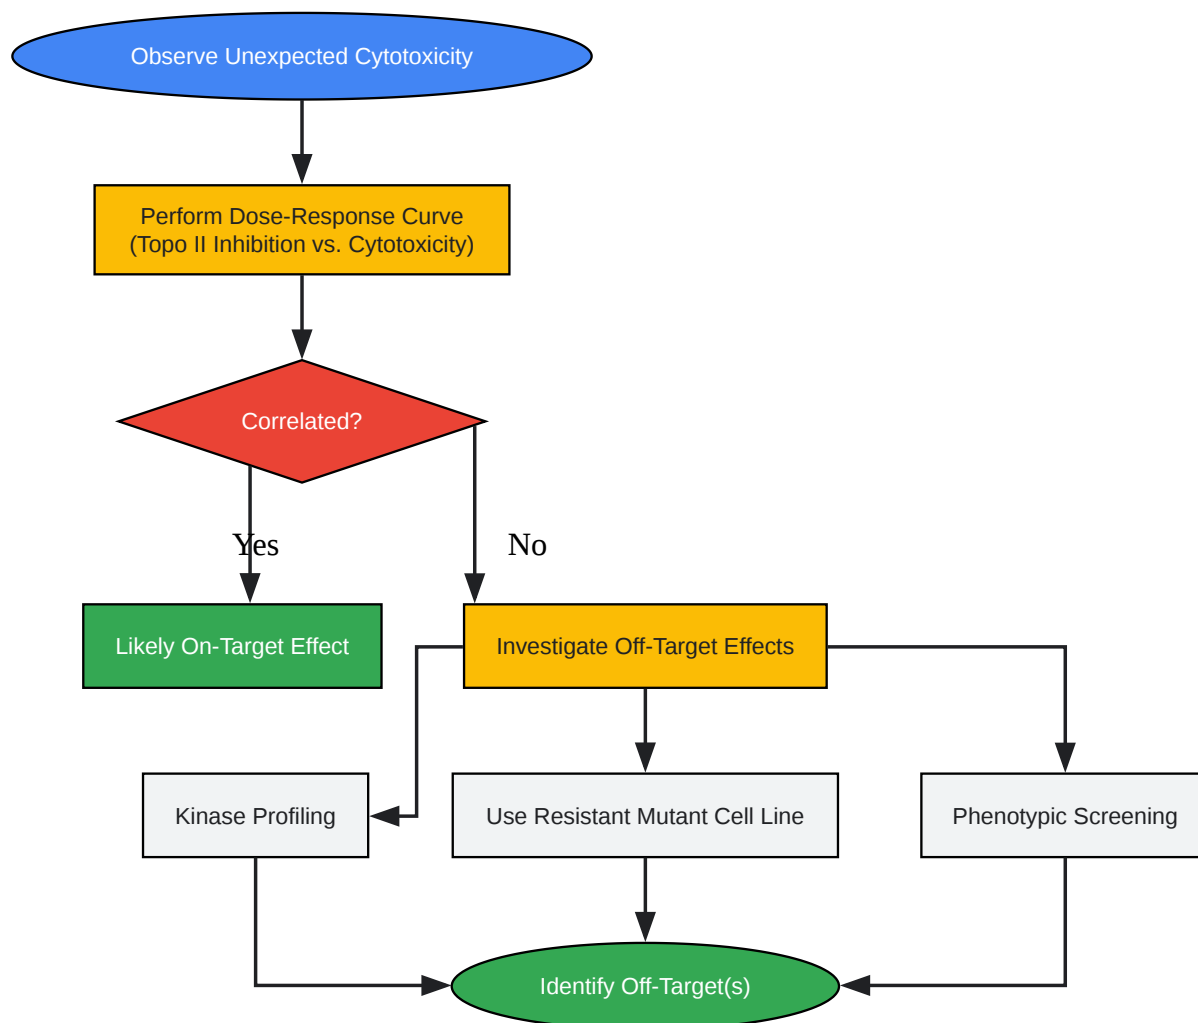 Observe Unexpected Cytotoxicity
Perform Dose-Response Curve
(Topo II Inhibition vs. Cytotoxicity)
Correlated?
Yes
No
Likely On-Target Effect
Investigate Off-Target Effects
Kinase Profiling
Use Resistant Mutant Cell Line
Phenotypic Screening
Identify Off-Target(s)